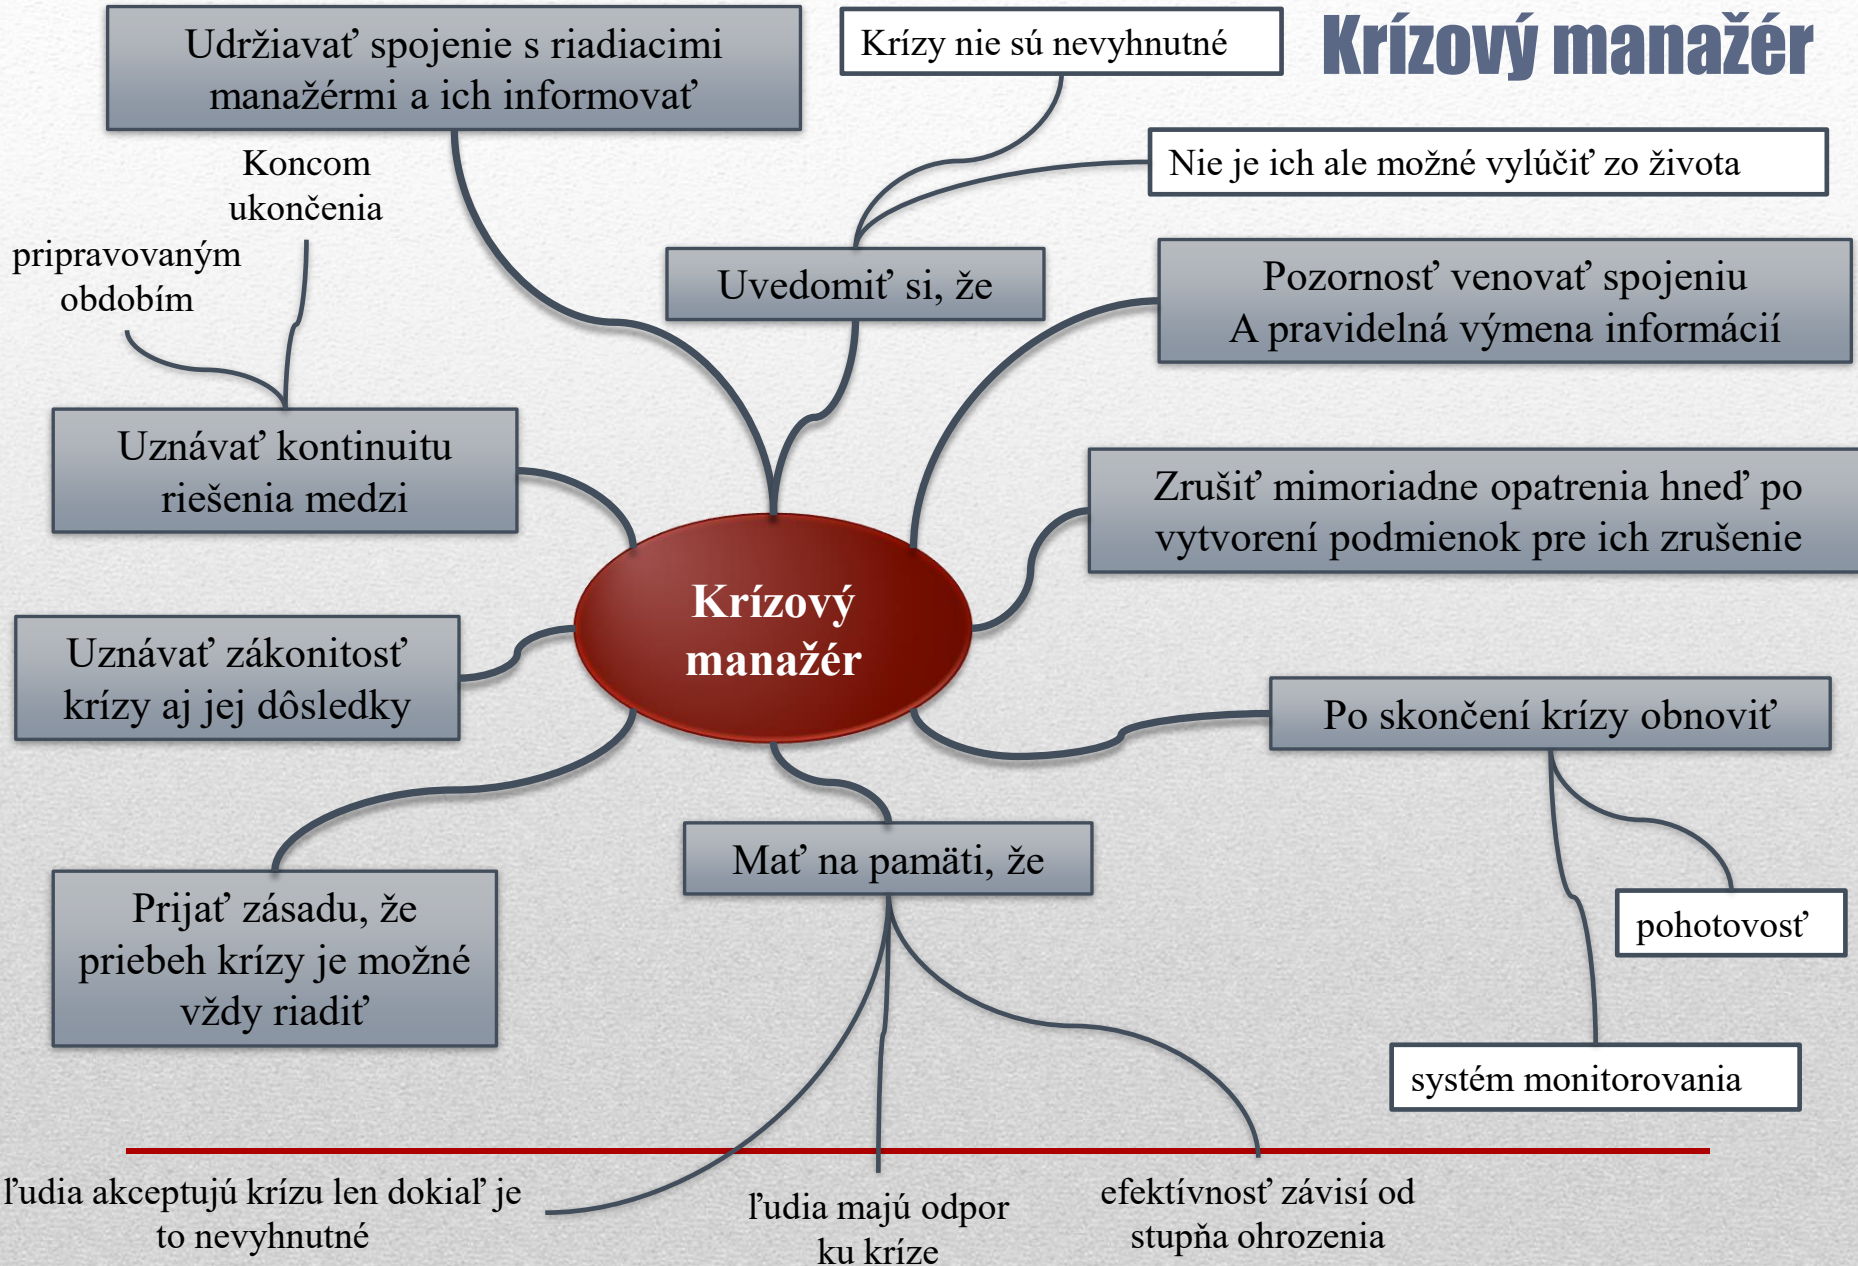 Krízový manažér
Udržiavať spojenie s riadiacimi
manažérmi a ich informovať
Krízy nie sú nevyhnutné
Nie je ich ale možné vylúčiť zo života
Koncom
ukončenia
pripravovaným
obdobím
Uvedomiť si, že
Pozornosť venovať spojeniu
A pravidelná výmena informácií
Uznávať kontinuitu
riešenia medzi
Zrušiť mimoriadne opatrenia hneď po
vytvorení podmienok pre ich zrušenie
Krízový
manažér
Uznávať zákonitosť
krízy aj jej dôsledky
Po skončení krízy obnoviť
Mať na pamäti, že
Prijať zásadu, že
priebeh krízy je možné
vždy riadiť
pohotovosť
systém monitorovania
ľudia akceptujú krízu len dokiaľ je
to nevyhnutné
ľudia majú odpor
ku kríze
efektívnosť závisí od
stupňa ohrozenia